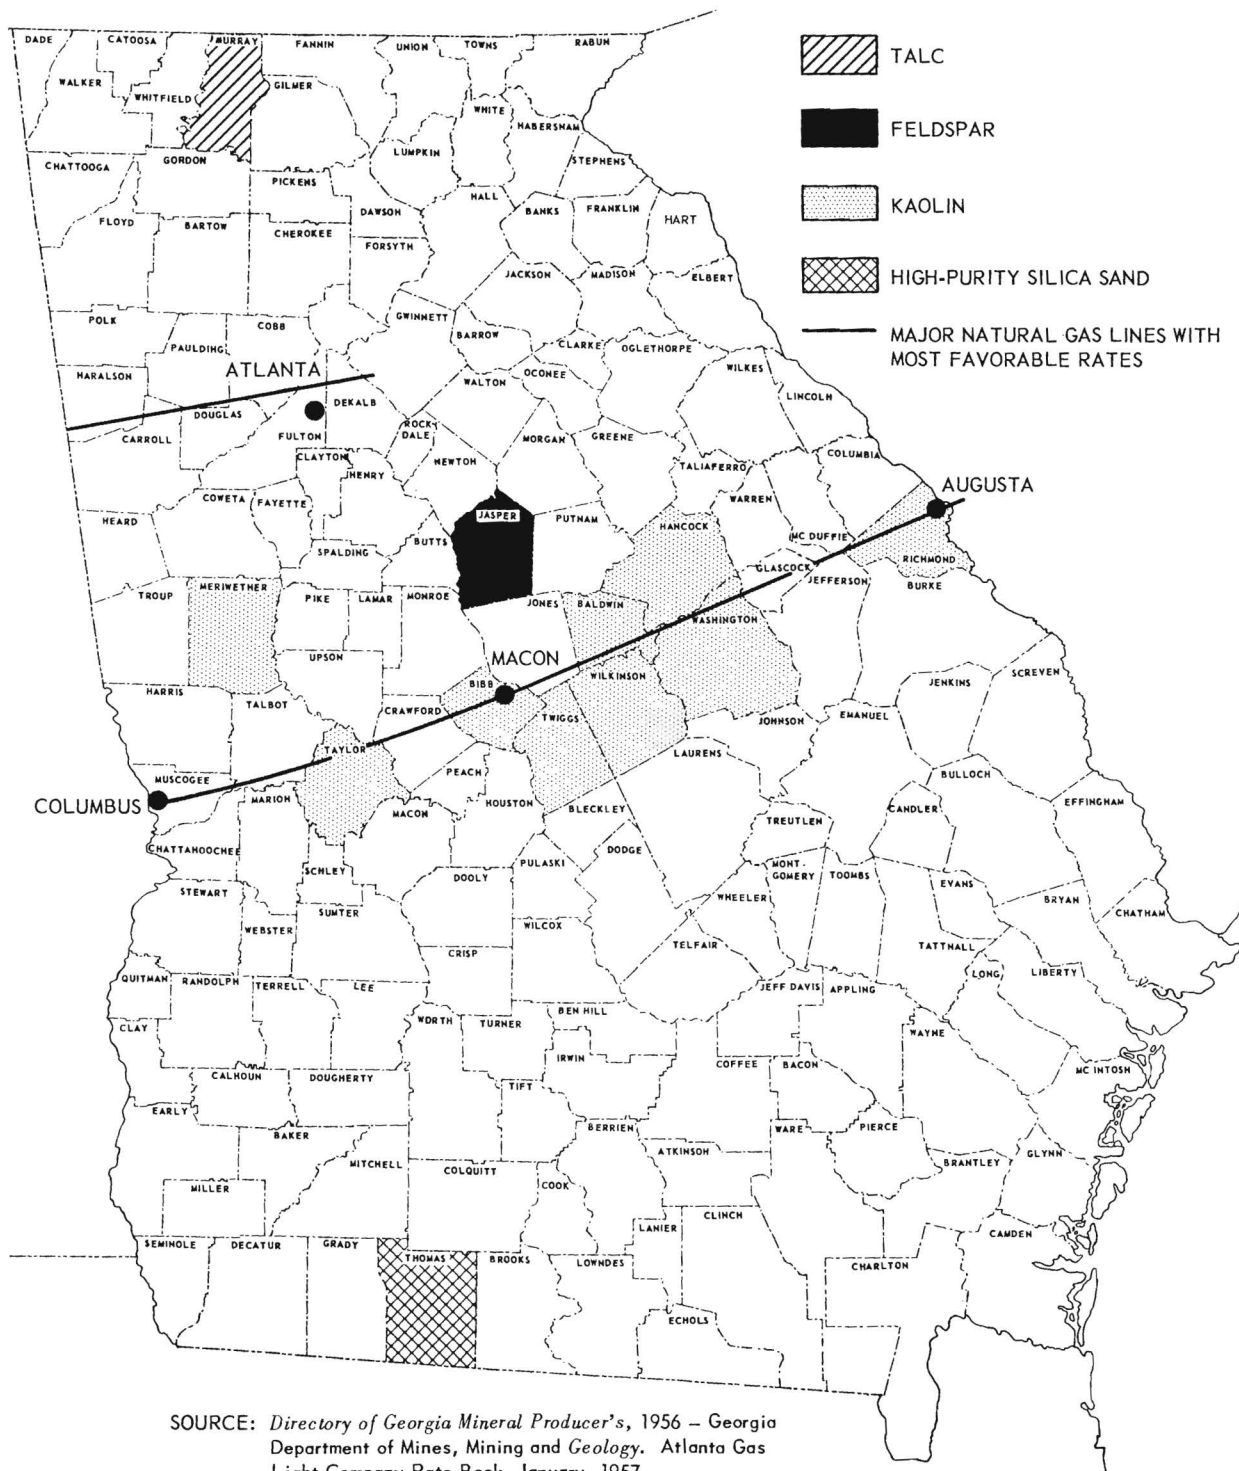 DADE
CATOOSA
MURRAY
FANNIN
UNION
TOWNS
RABUN
WALKER
WHITFIELD
GILMER
WHITE
HABERSHAM
LUMPKIN
STEPHENS
CHATTOOGA
GORDON
PICKENS
HALL
DAWSON
BANKS
FRANKLIN
HART
FLOYD
BARTOW
CHEROKEE
FORSYTH
JACKSON
MADISON
ELBERT
POLK
COBB
GWINNETT
BARROW
CLARKE
OGLETHORPE
PAULDING
HARALSON
ATLANTA
WALTON
OCONEE
WILKES
LINCOLN
DOUGLAS
DEKALB
CARROLL
FULTON
ROCK
DALE
MORGAN
GREENE
CLAYTON
HENRY
NEWTON
TALIAFERRO
COLUMBIA
COWETA
FAYETTE
WARREN
AUGUSTA
HEARD
SPALDING
BUTTS
JASPER
PUTNAM
HANCOCK
MC DUFFIE
RICHMOND
GLASCOCK
JEFFERSON
BURKE
TROUP
MERIWETHER
PIKE
LAMAR
MONROE
JONES
BALDWIN
WASHINGTON
UPSON
MACON
HARRIS
TALBOT
CRAWFORD
BIBB
WILKINSON
TWIGGS
JOHNSON
EMANUEL
JENKINS
SCREVEN
TAYLOR
LAURENS
MUSCOGEE
PEACH
BULLOCH
COLUMBUS
MARION
MACON
HOUSTON
BLECKLEY
TREUTLEN
CANDLER
EFFINGHAM
CHATTAHOOCHEE
SCHLEY
DOOLY
PULASKI
DODGE
MONT-
GOMERY
TOOMBS
EVANS
BRYAN
CHATHAM
STEWART
SUMTER
WHEELER
WEBSTER
WILCOX
CRISP
TELFAIR
TATTNALL
QUITMAN
RANDOLPH
TERRELL
LEE
JEFF DAVIS
APPLING
LONG
LIBERTY
CLAY
WORTH
TURNER
BEN HILL
WAYNE
IRWIN
COFFEE
BACON
MC INTOSH
CALHOUN
DOUGHERTY
TIFT
EARLY
BAKER
BERRIEN
WARE
PIERCE
MITCHELL
COLQUITT
COOK
ATKINSON
BRANTLEY
GLYNN
MILLER
LANIER
CLINCH
CAMDEN
SEMINOLE
DECATUR
GRADY
THOMAS
BROOKS
LOWNDES
CHARLTON
ECHOLS
TALC
FELDSPAR
KAOLIN
HIGH-PURITY SILICA SAND
MAJOR NATURAL GAS LINES WITH
MOST FAVORABLE RATES
SOURCE: Directory of Georgia Mineral Producer's, 1956 – Georgia
Department of Mines, Mining and Geology. Atlanta Gas
Light Company Rate Book, January, 1957